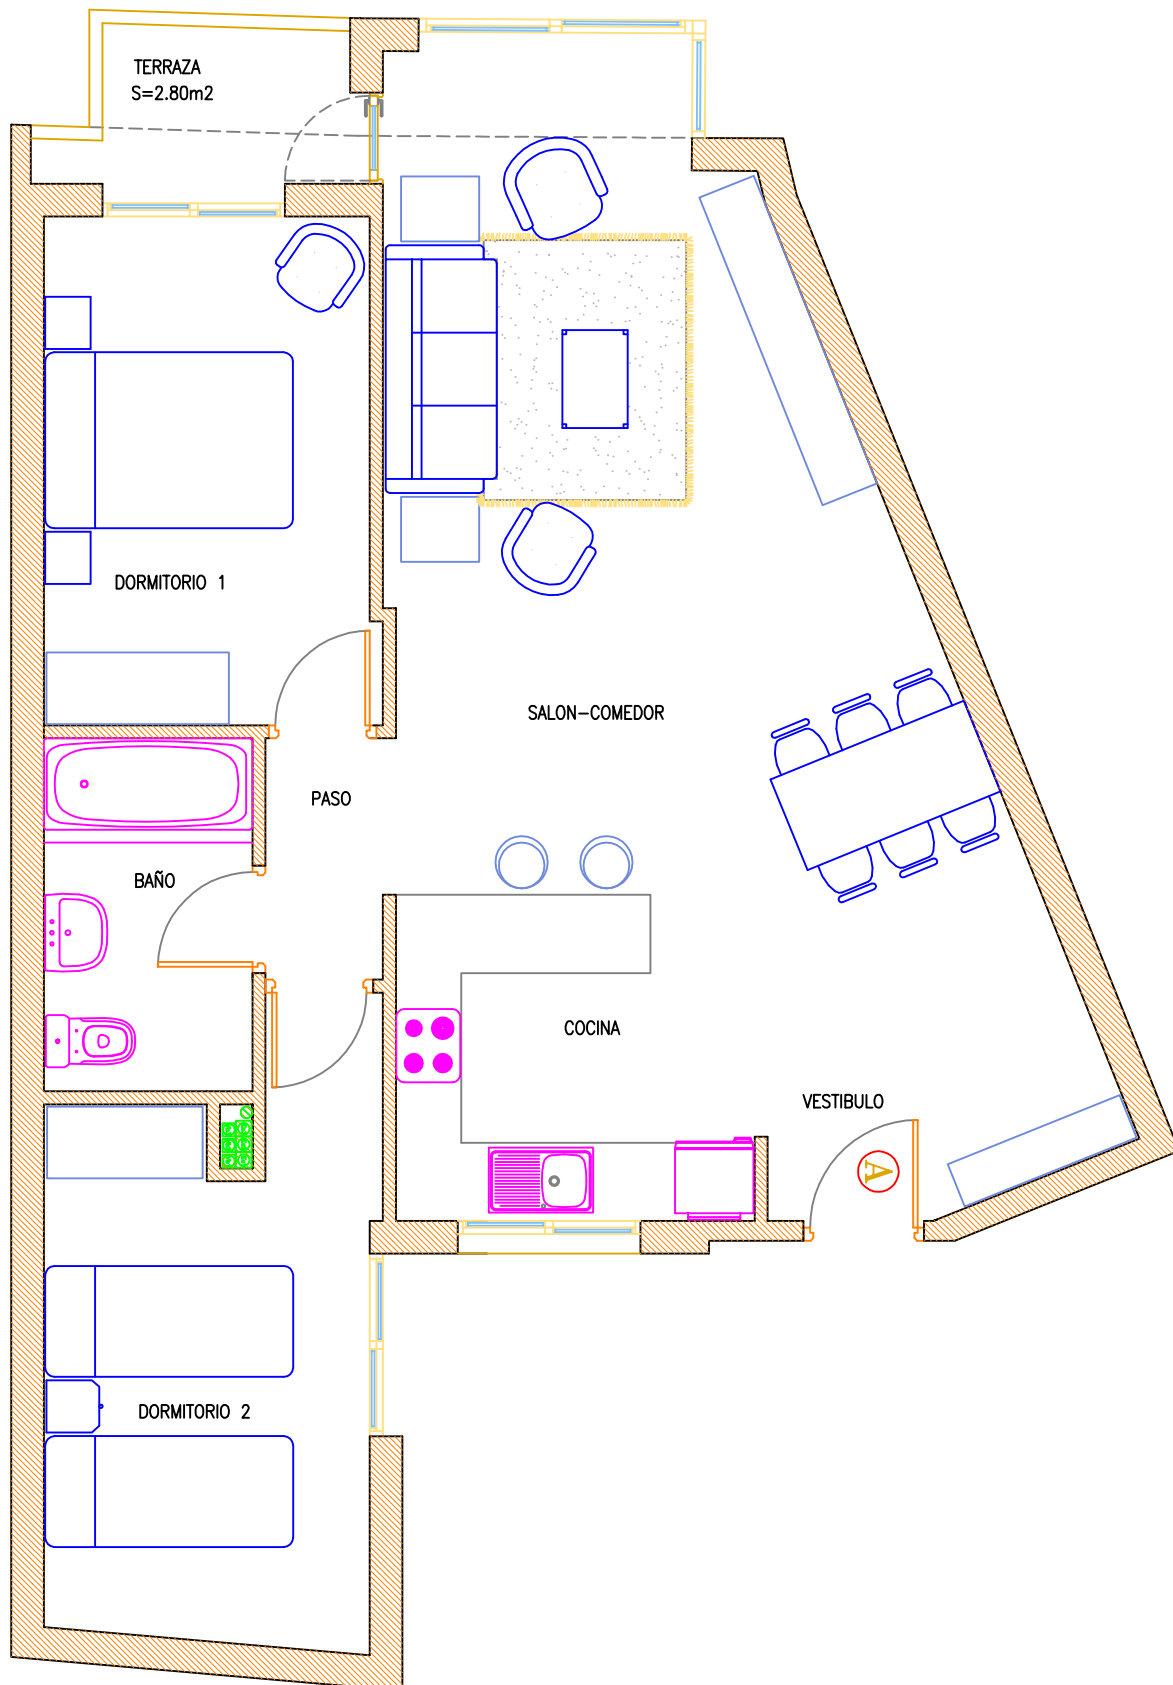 TERRAZA
S=2.80m2
DORMITORIO 1
SALON-COMEDOR
PASO
BAÑO
COCINA
VESTIBULO
A
DORMITORIO 2